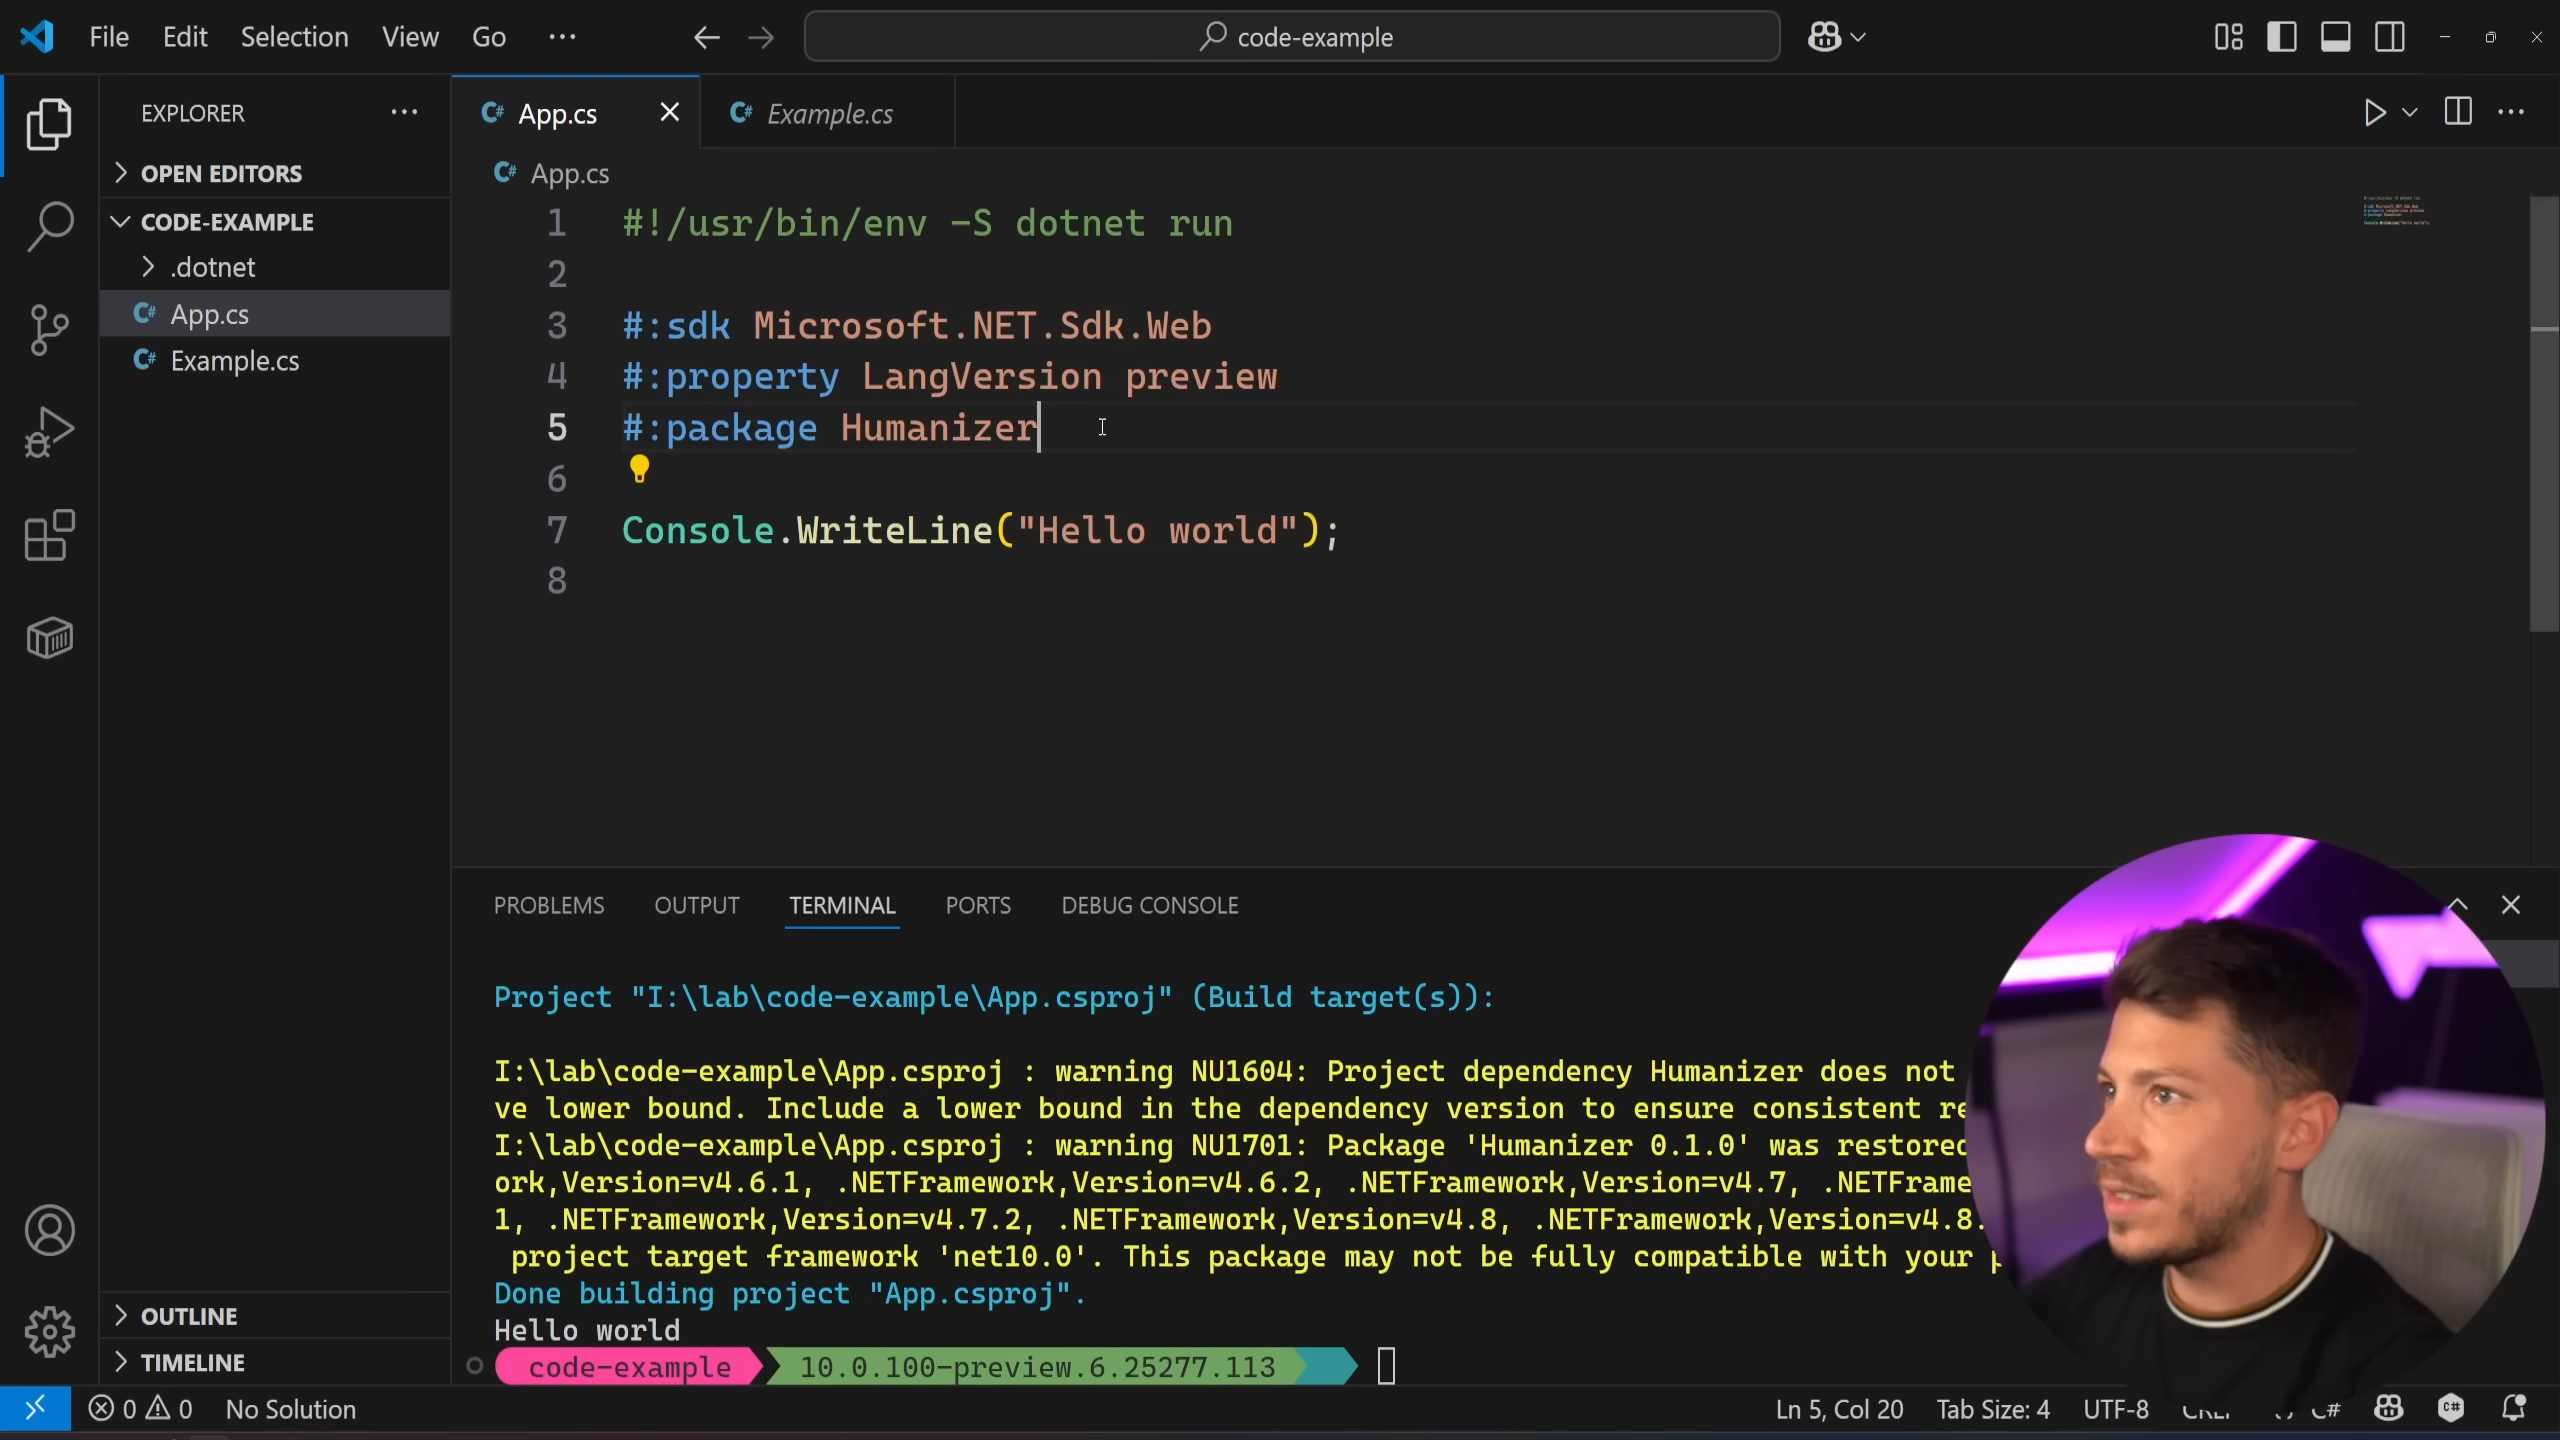 File Edit Selection View Go ···
code-example
EXPLORER
OPEN EDITORS
CODE-EXAMPLE
.dotnet
C# App.cs
C# Example.cs
OUTLINE
TIMELINE
C# App.cs
C# Example.cs
C# App.cs
1 #!/usr/bin/env -S dotnet run
2
3 #:sdk Microsoft.NET.Sdk.Web
4 #:property LangVersion preview
5 #:package Humanizer
6
7 Console.WriteLine("Hello world");
8
PROBLEMS OUTPUT TERMINAL PORTS DEBUG CONSOLE
Project "I:\lab\code-example\App.csproj" (Build target(s)):
I:\lab\code-example\App.csproj : warning NU1604: Project dependency Humanizer does not
ve lower bound. Include a lower bound in the dependency version to ensure consistent
I:\lab\code-example\App.csproj : warning NU1701: Package 'Humanizer 0.1.0' was restored
ork,Version=v4.6.1, .NETFramework,Version=v4.6.2, .NETFramework,Version=v4.7, .NETFrame
1, .NETFramework,Version=v4.7.2, .NETFramework,Version=v4.8, .NETFramework,Version=v4.8.
project target framework 'net10.0'. This package may not be fully compatible with your
Done building project "App.csproj".
Hello world
code-example 10.0.100-preview.6.25277.113
0 0 No Solution
Ln 5, Col 20 Tab Size: 4 UTF-8 C#